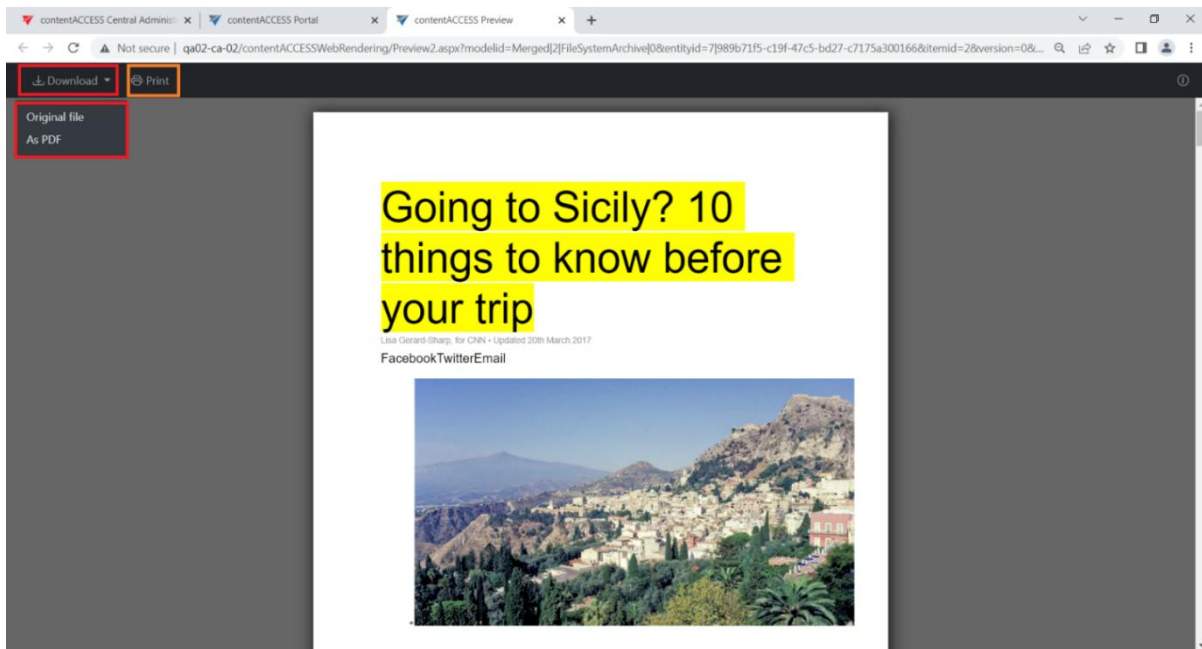 contentACCESS Central Administ
contentACCESS Portal
contentACCESS Preview
Not secure
qa02-ca-02/contentACCESSWebRendering/Preview2.aspx?modelid=Merged|2|FileSystemArchive|0&entityid=7|989b71f5-c19f-47c5-bd27-c7175a300166&itemid=2&version=0&...
Download
Print
Original file
As PDF
Going to Sicily? 10
things to know before
your trip
Lisa Gerard-Sharp, for CNN • Updated 20th March 2017
FacebookTwitterEmail